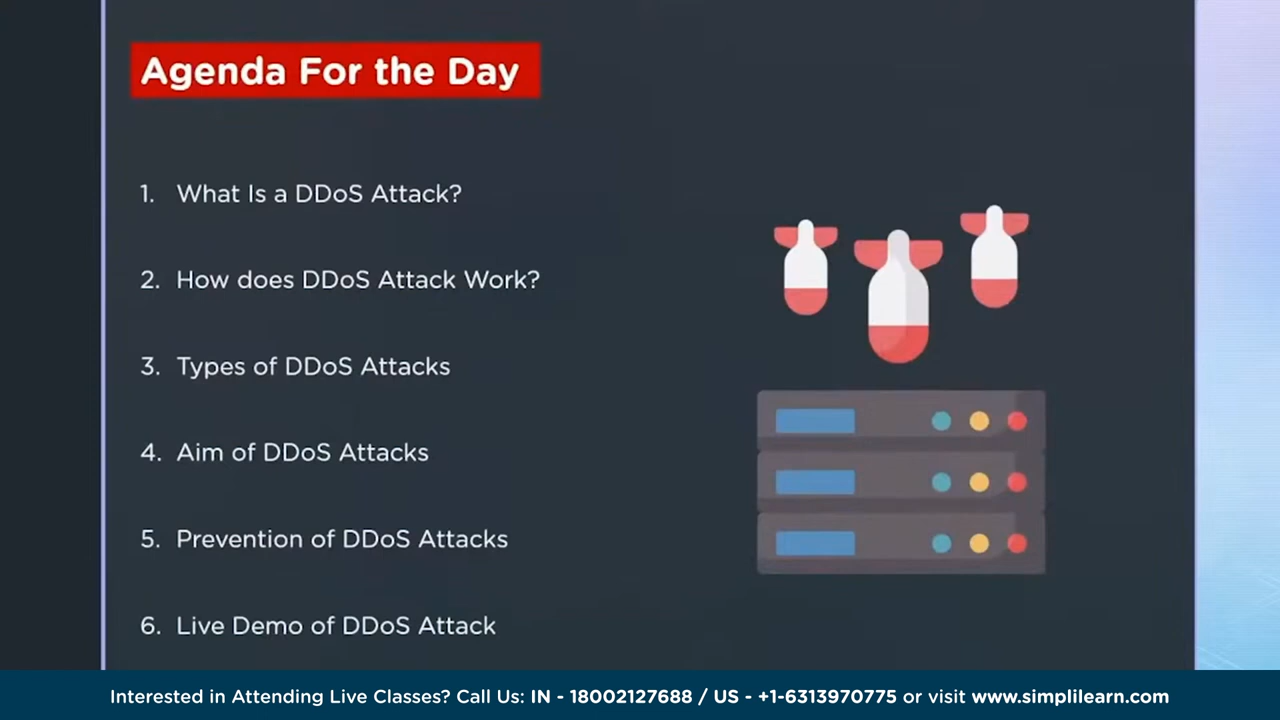 Agenda For the Day
1. What Is a DDoS Attack?
2. How does DDoS Attack Work?
3. Types of DDoS Attacks
4. Aim of DDoS Attacks
5. Prevention of DDoS Attacks
6. Live Demo of DDoS Attack
Interested in Attending Live Classes? Call Us: IN - 18002127688 / US - +1-6313970775 or visit www.simplilearn.com